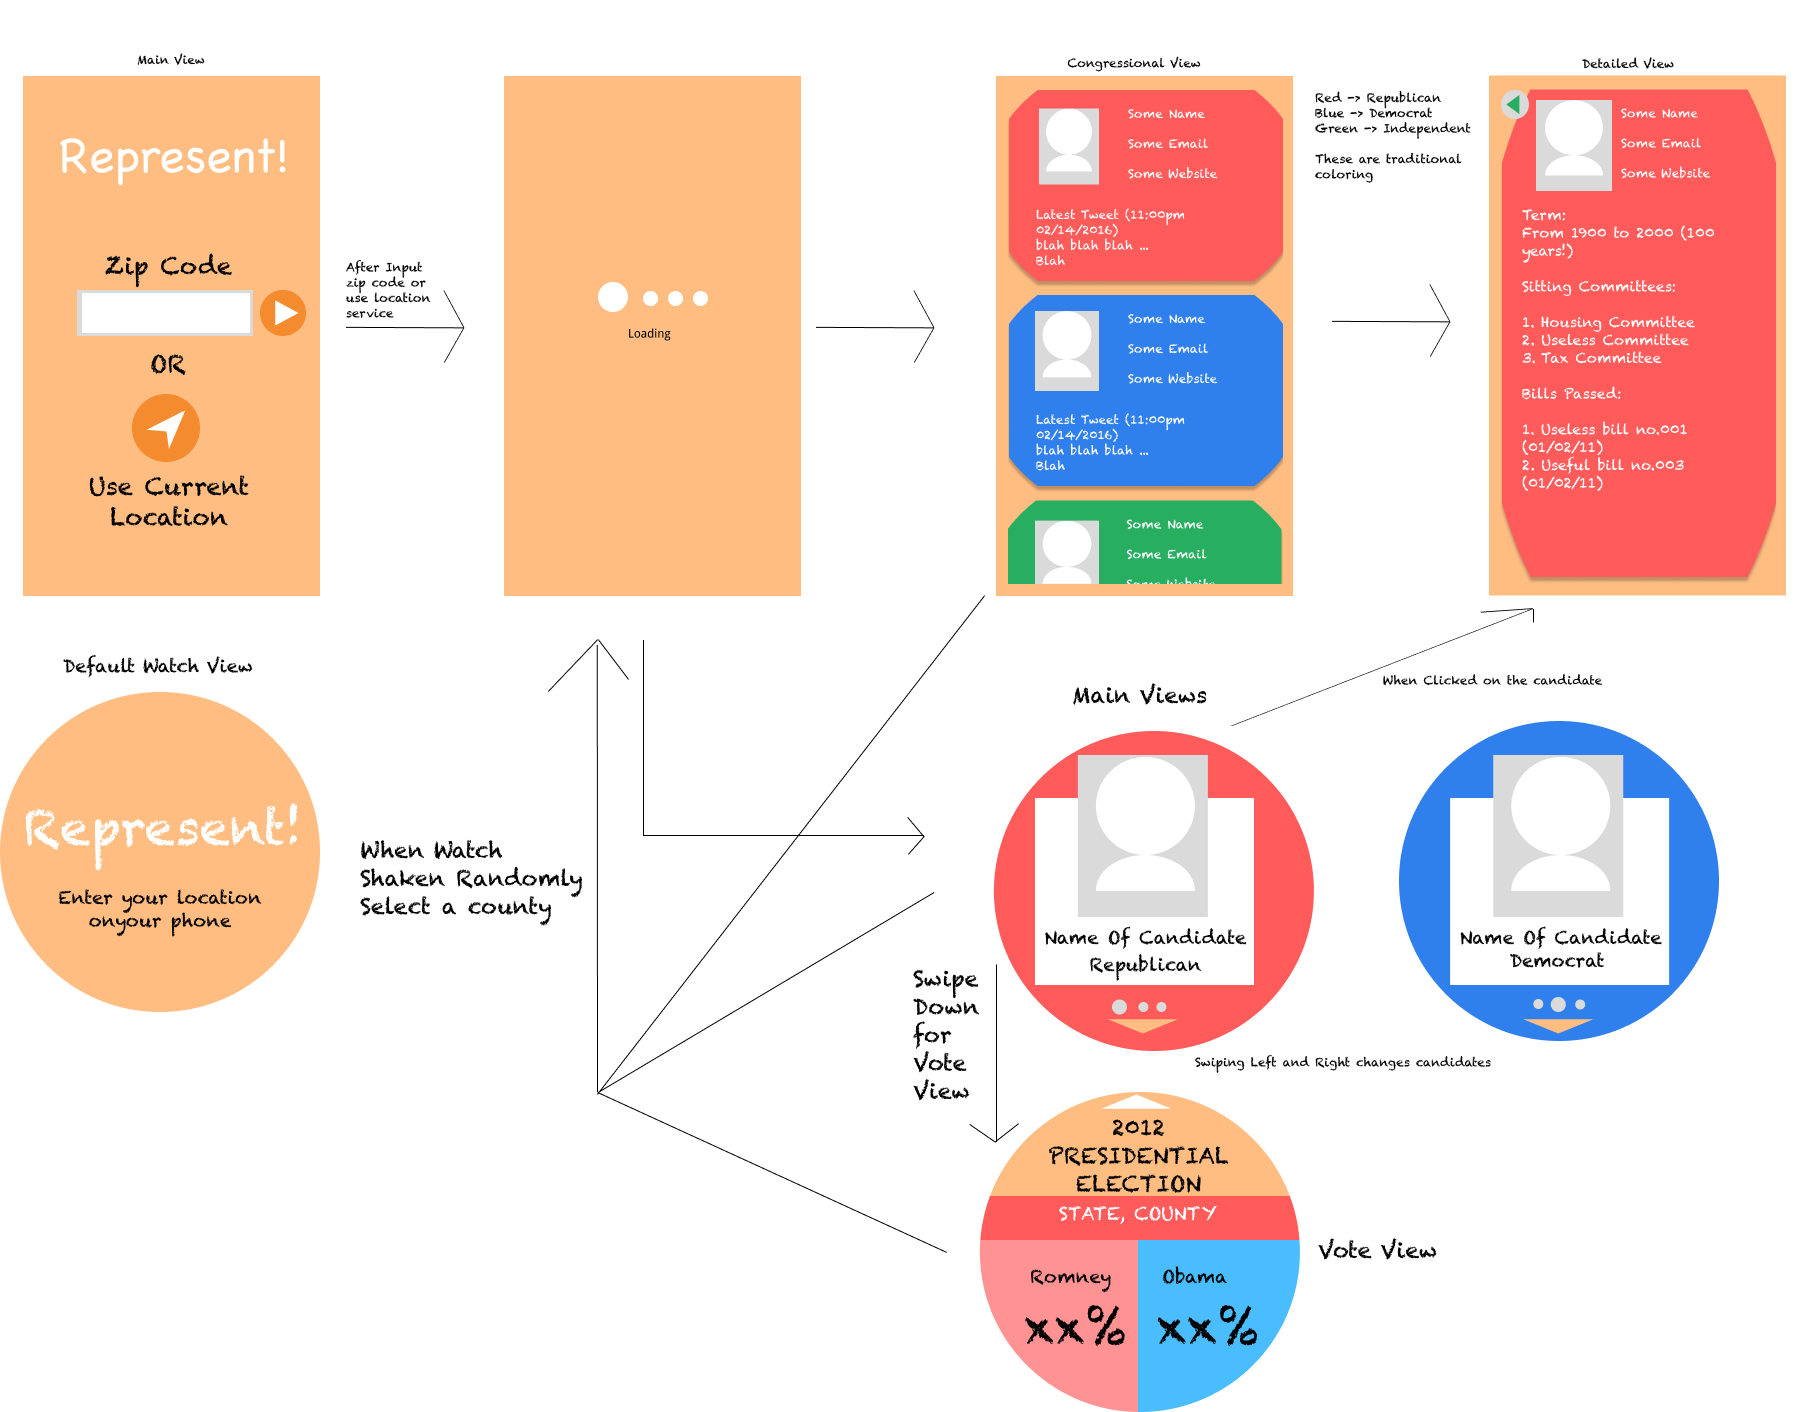 Main View
Represent!
Zip Code
OR
Use Current
Location
After Input
zip code or
use location
service
Loading
Congressional View
Some Name
Some Email
Some Website
Latest Tweet (11:00pm
02/14/2016)
blah blah blah ...
Blah
Some Name
Some Email
Some Website
Latest Tweet (11:00pm
02/14/2016)
blah blah blah ...
Blah
Some Name
Some Email
Some Website
Red -> Republican
Blue -> Democrat
Green -> Independent
These are traditional
coloring
Detailed View
Some Name
Some Email
Some Website
Term:
From 1900 to 2000 (100
years!)
Sitting Committees:
1. Housing Committee
2. Useless Committee
3. Tax Committee
Bills Passed:
1. Useless bill no.001
(01/02/11)
2. Useful bill no.003
(01/02/11)
Default Watch View
Represent!
Enter your location
onyour phone
When Watch
Shaken Randomly
Select a county
Main Views
When Clicked on the candidate
Name Of Candidate
Republican
Name Of Candidate
Democrat
Swipe
Down
for
Vote
View
Swiping Left and Right changes candidates
2012
PRESIDENTIAL
ELECTION
STATE, COUNTY
Romney
xx%
Obama
xx%
Vote View